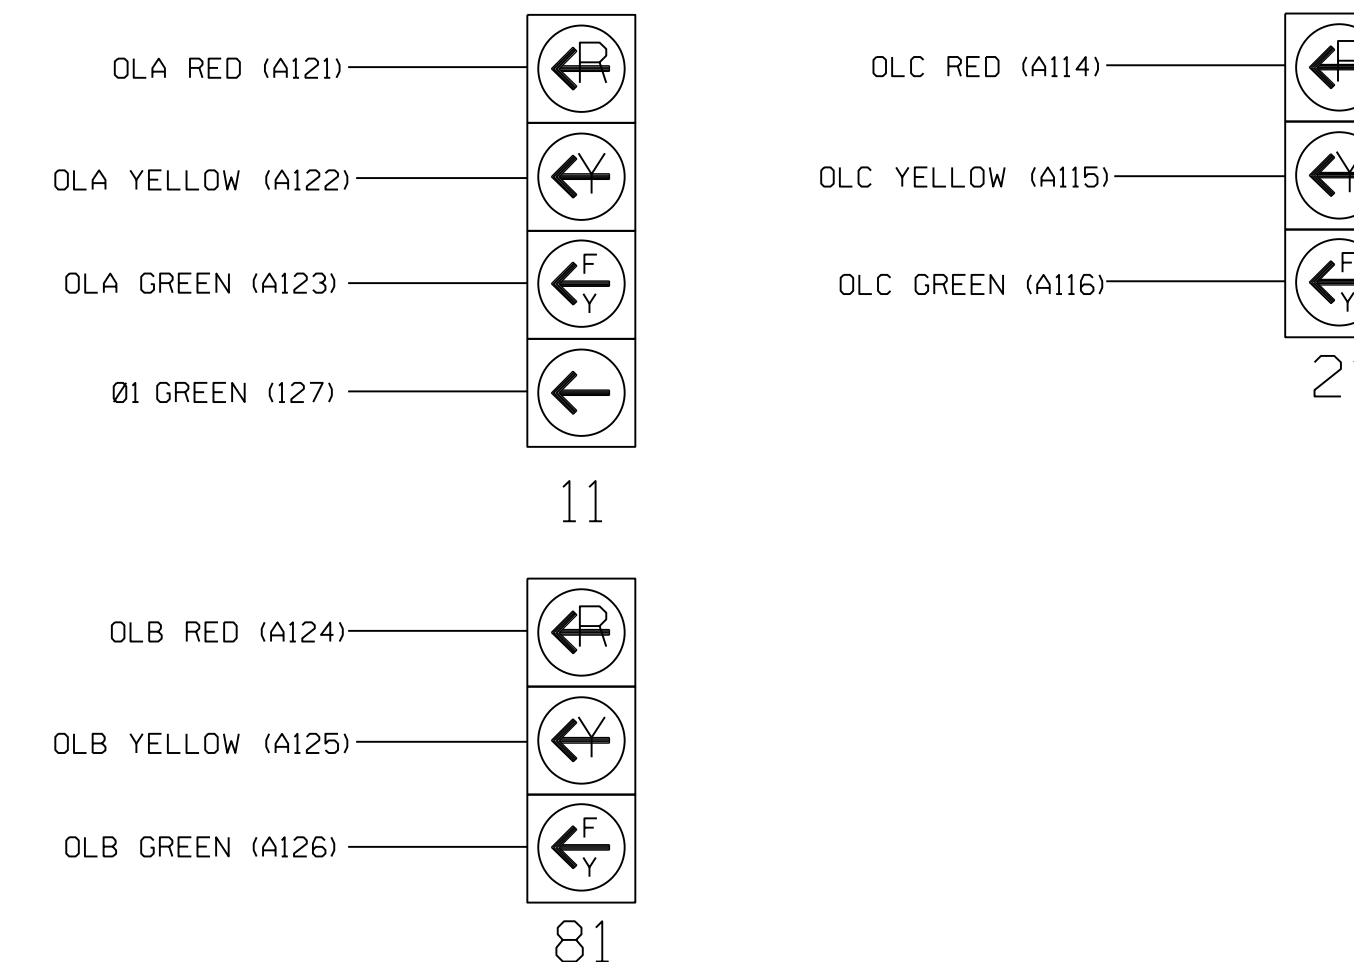 OLA RED (A121)
R
OLA YELLOW (A122)
Y
OLA GREEN (A123)
F
Y
Ø1 GREEN (127)
11
OLB RED (A124)
R
OLB YELLOW (A125)
Y
OLB GREEN (A126)
F
Y
81
OLC RED (A114)
OLC YELLOW (A115)
Y
OLC GREEN (A116)
F
Y
2